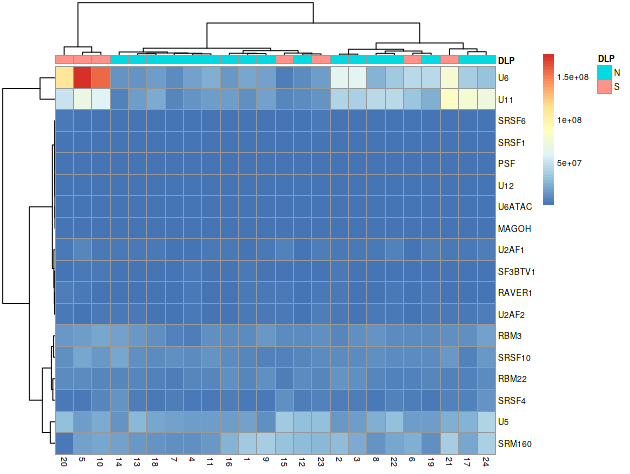 DLP
U6
U11
SRSF6
SRSF1
PSF
U12
U6ATAC
MAGOH
U2AF1
SF3BTV1
RAVER1
U2AF2
RBM3
SRSF10
RBM22
SRSF4
U5
SRM160
20 5 10 14 13 18 7 4 11 16 1 9 15 12 23 2 3 8 22 6 19 21 17 24
1.5e+08
1e+08
5e+07
DLP
N
S